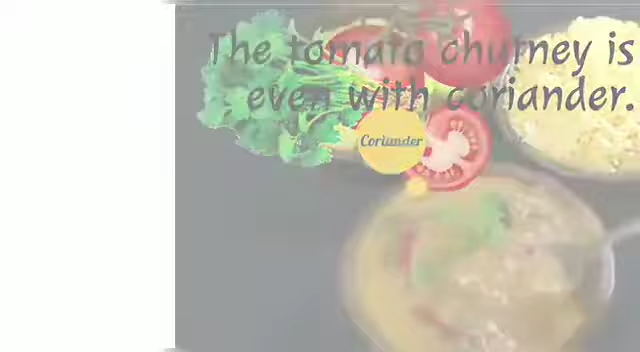 The tomato chutney is
even with coriander.
Coriander